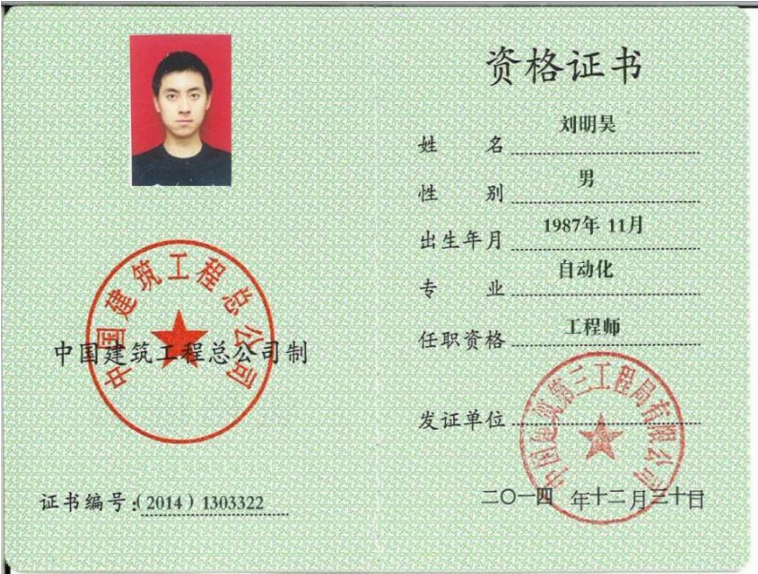 中国建筑工程总公司
中国建筑工程总公司制
证书编号:(2014)1303322
资格证书
姓 名 刘明昊
性 别 男
出生年月 1987年 11月
专 业 自动化
任职资格 工程师
发证单位
中国建筑第三工程局有限公司
二〇一四 年十二月三十日